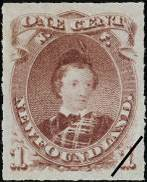 ONE CENT
N. F.
NEWFOUNDLAND.
1 1